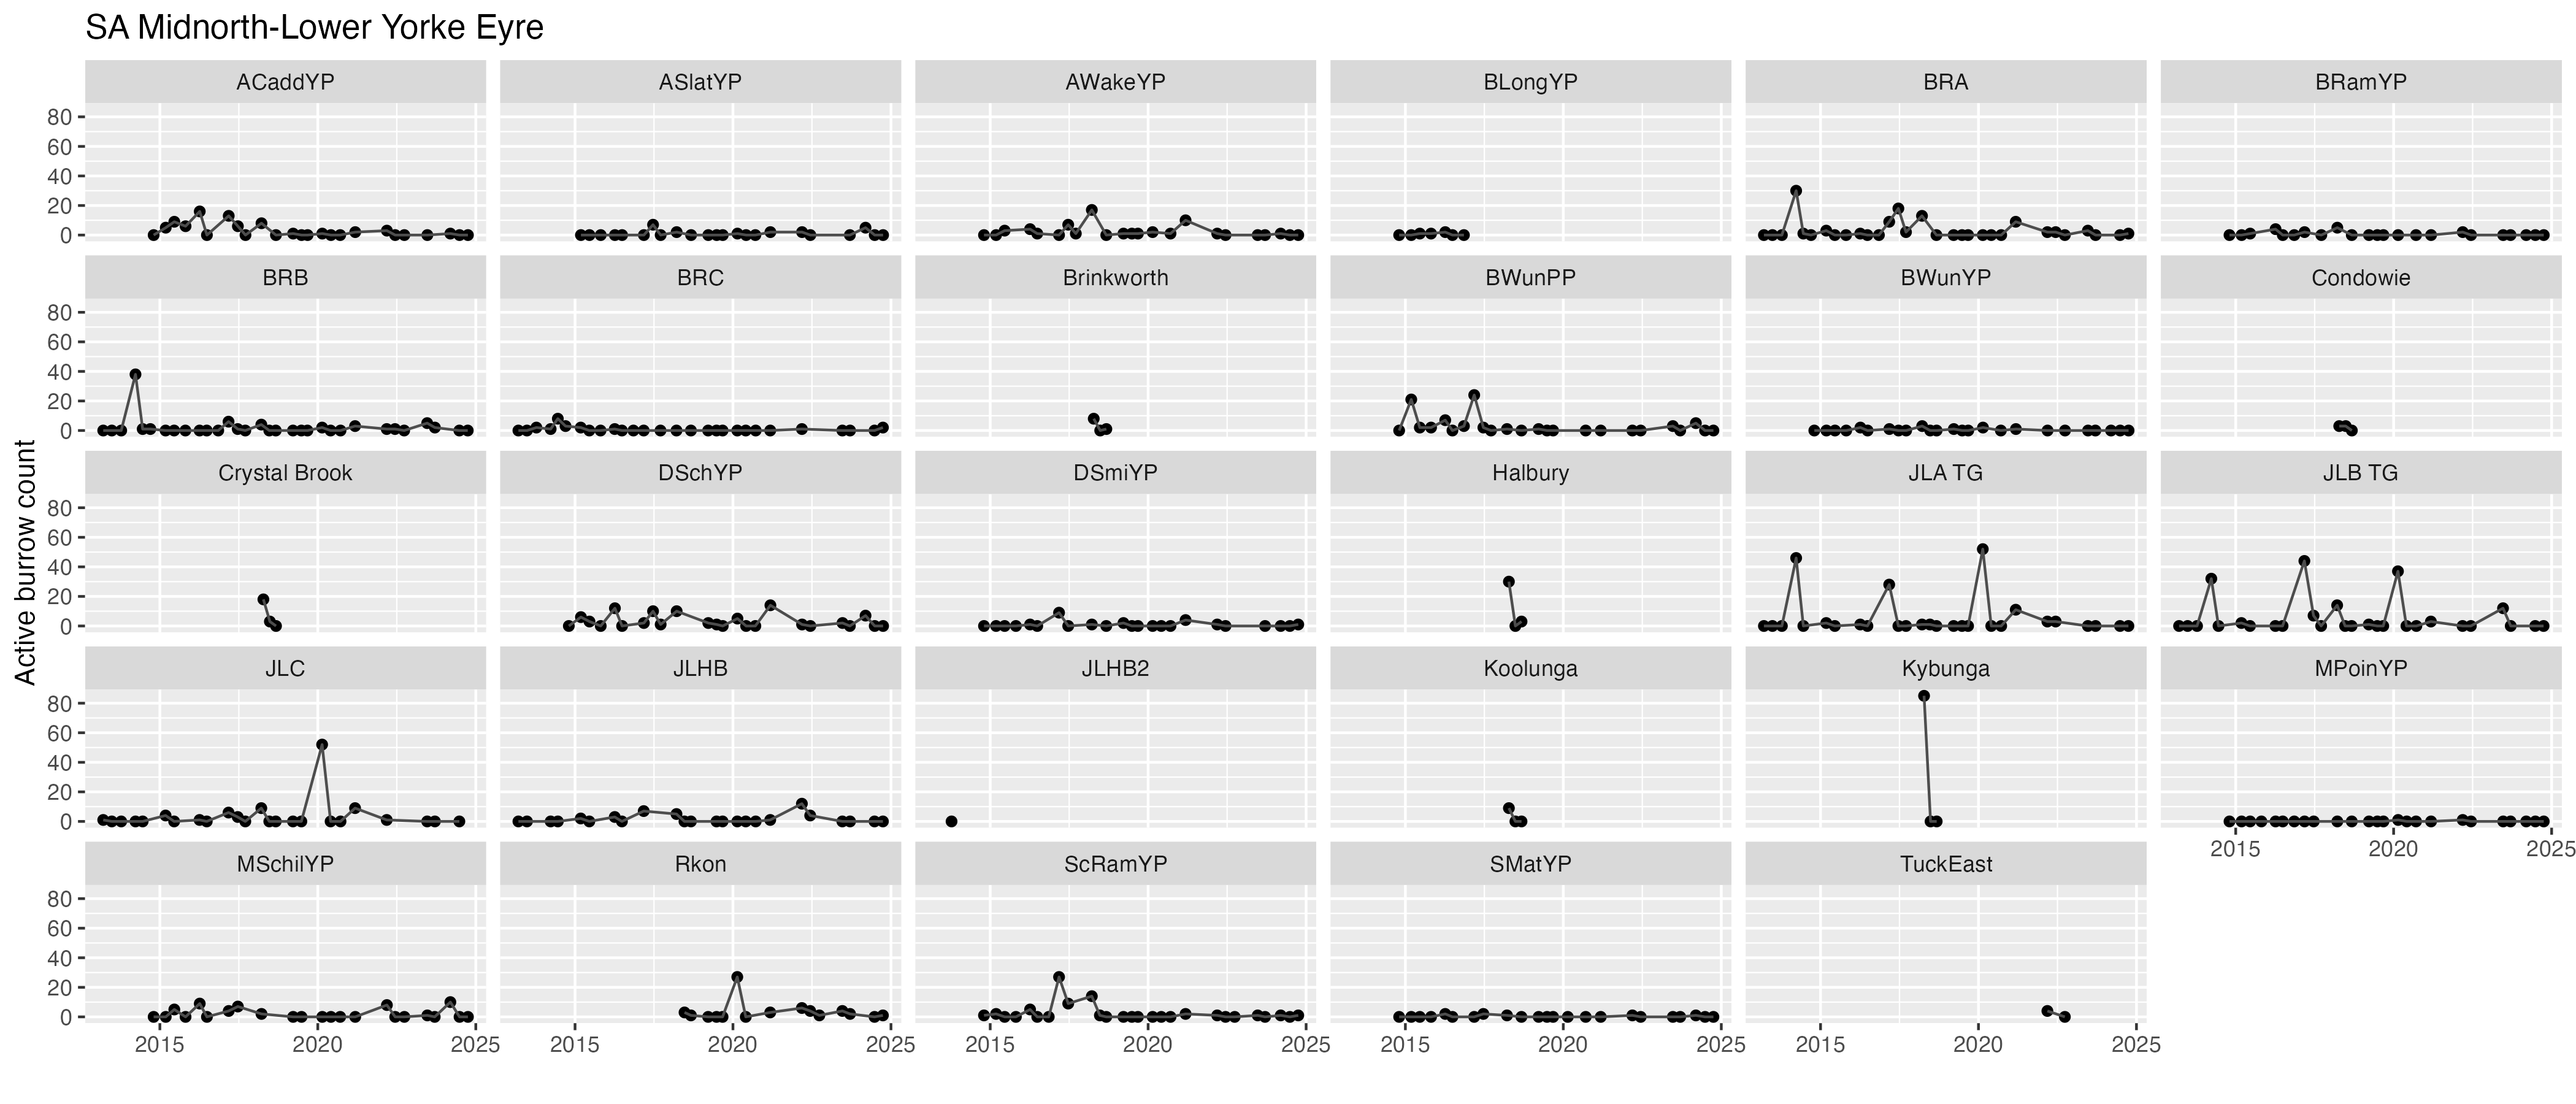 SA Midnorth-Lower Yorke Eyre
ACaddYP ASlatYP AWakeYP BLongYP BRA BRamYP
80
60
40
20
0
BRB BRC Brinkworth BWunPP BWunYP Condowie
80
60
40
20
0
Active burrow count
Crystal Brook DSchYP DSmiYP Halbury JLA TG JLB TG
80
60
40
20
0
JLC JLHB JLHB2 Koolunga Kybunga MPoinYP
80
60
40
20
0
2015 2020 2025
MSchilYP Rkon ScRamYP SMatYP TuckEast
80
60
40
20
0
2015 2020 2025 2015 2020 2025 2015 2020 2025 2015 2020 2025 2015 2020 2025